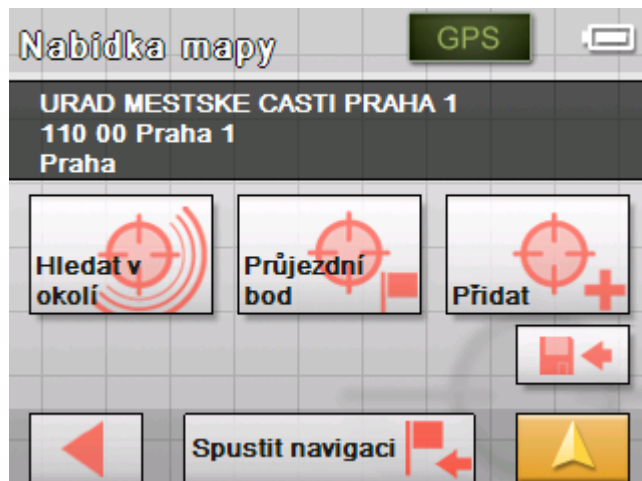 Nabídka mapy
GPS
URAD MESTSKE CASTI PRAHA 1
110 00 Praha 1
Praha
Hledat v
okolí
Průjezdní
bod
Přidat
Spustit navigaci